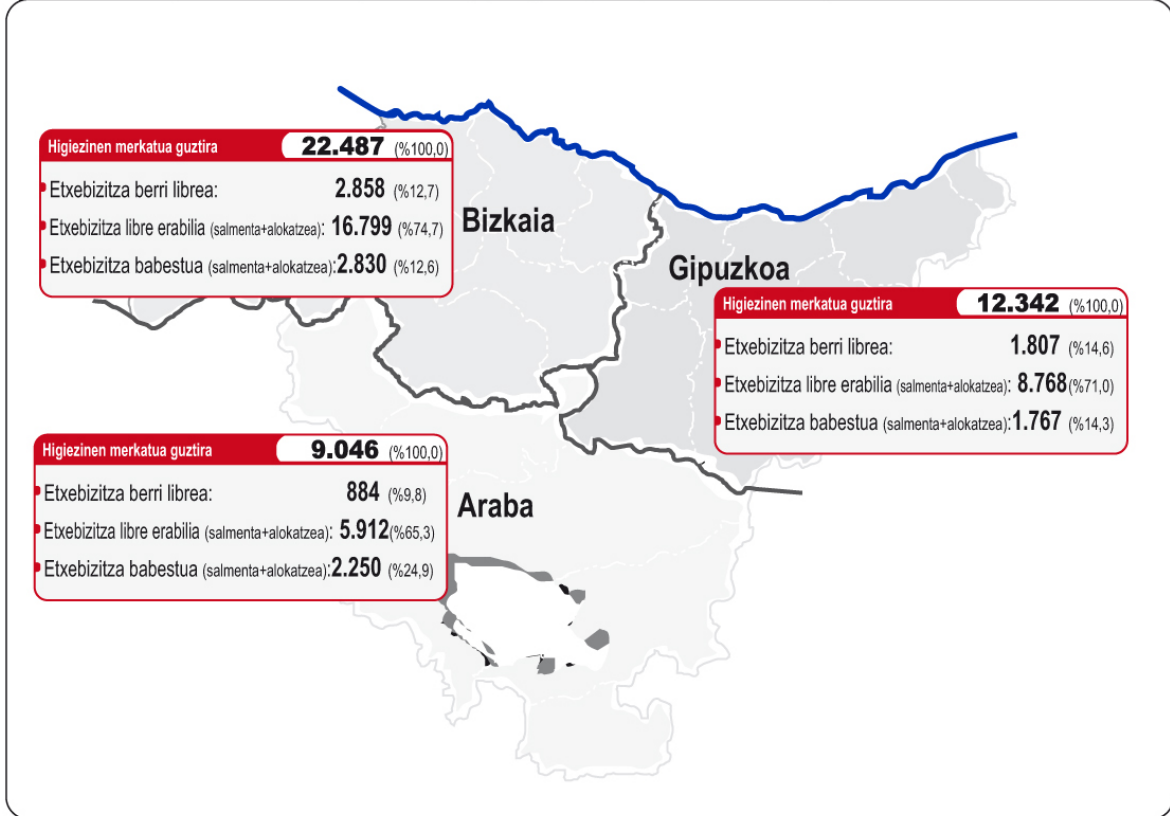 Higiezinen merkatua guztira 22.487 (%100,0)
Etxebizitza berri librea: 2.858 (%12,7)
Etxebizitza libre erabilia (salmenta+alokatzea): 16.799 (%74,7)
Etxebizitza babestua (salmenta+alokatzea): 2.830 (%12,6)
Bizkaia
Gipuzkoa
Higiezinen merkatua guztira 12.342 (%100,0)
Etxebizitza berri librea: 1.807 (%14,6)
Etxebizitza libre erabilia (salmenta+alokatzea): 8.768 (%71,0)
Etxebizitza babestua (salmenta+alokatzea): 1.767 (%14,3)
Higiezinen merkatua guztira 9.046 (%100,0)
Etxebizitza berri librea: 884 (%9,8)
Etxebizitza libre erabilia (salmenta+alokatzea): 5.912 (%65,3)
Etxebizitza babestua (salmenta+alokatzea): 2.250 (%24,9)
Araba